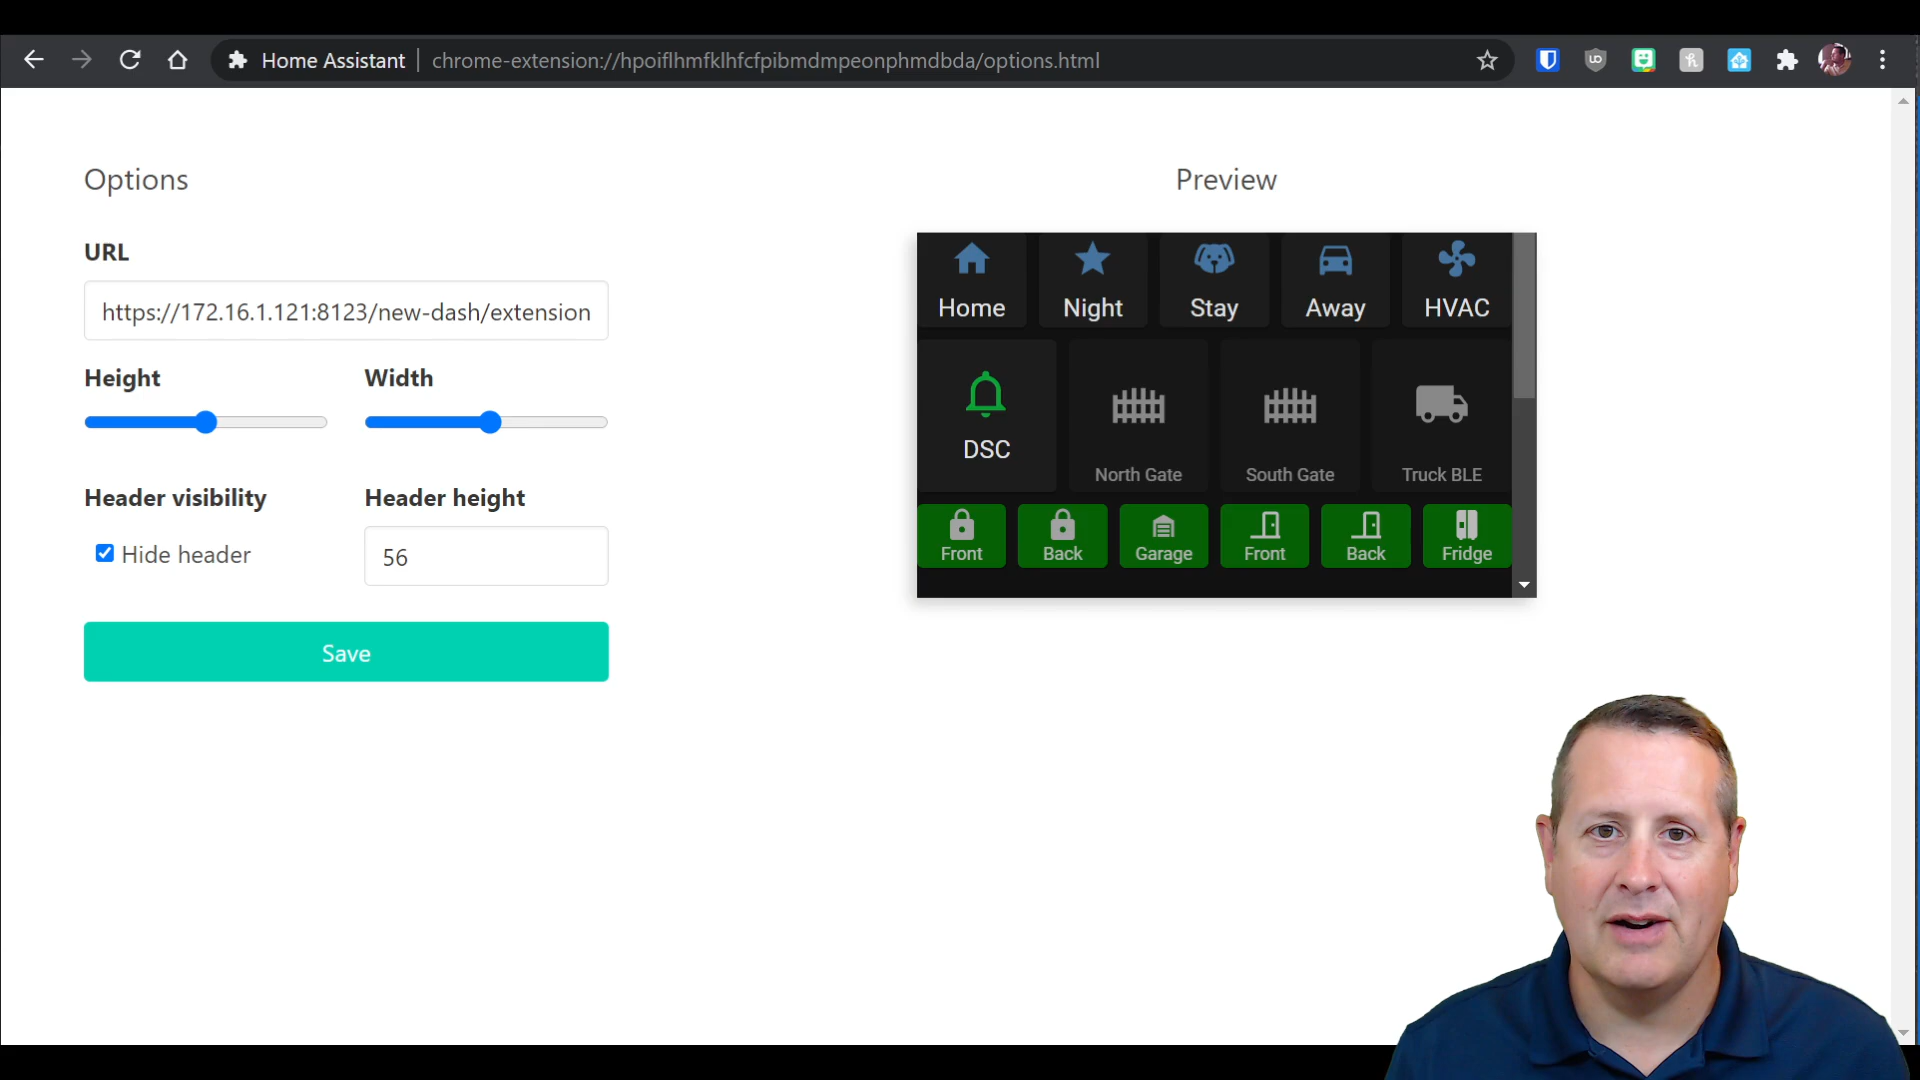 Home Assistant
chrome-extension://hpoiflhmfklhfcfpibmdmpeonphmdbda/options.html
Options
URL
https://172.16.1.121:8123/new-dash/extension
Height Width
Header visibility Header height
Hide header 56
Save
Preview
Home Night Stay Away HVAC
DSC North Gate South Gate Truck BLE
Front Back Garage Front Back Fridge